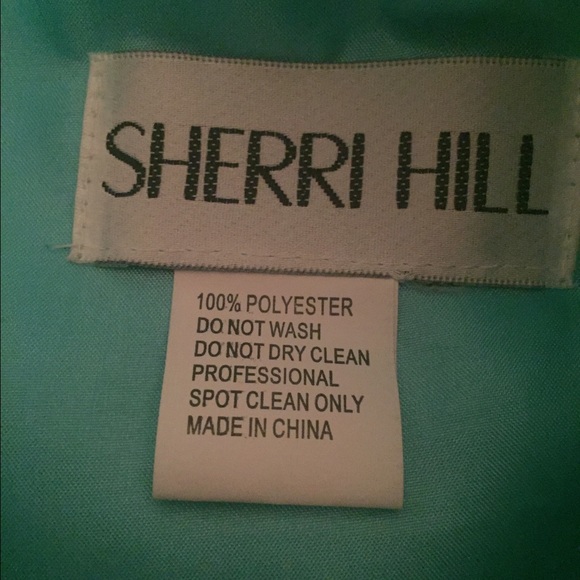 SHERRI HILL
100% POLYESTER
DO NOT WASH
DO NOT DRY CLEAN
PROFESSIONAL
SPOT CLEAN ONLY
MADE IN CHINA